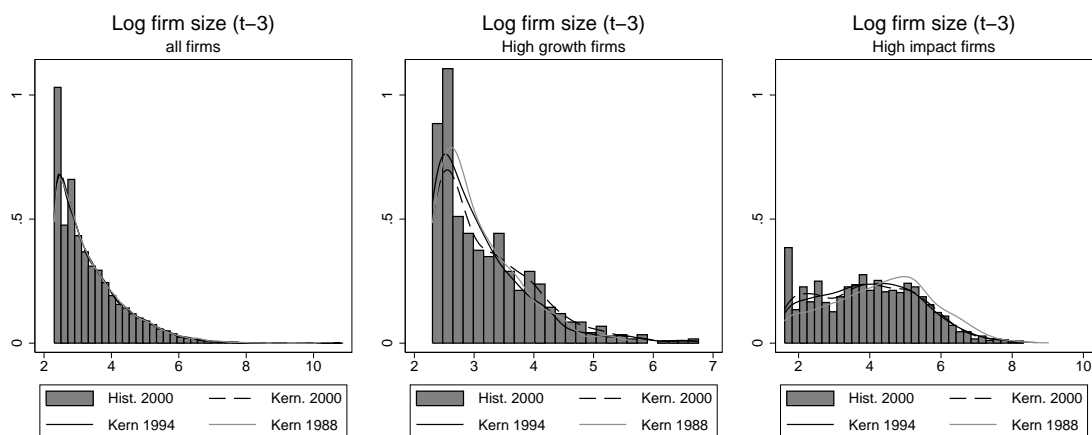 Log firm size (t−3)
all firms
0
.5
1
2
4
6
8
10
Hist. 2000
Kern. 2000
Kern 1994
Kern 1988
Log firm size (t−3)
High growth firms
0
.5
1
2
3
4
5
6
7
Hist. 2000
Kern. 2000
Kern 1994
Kern 1988
Log firm size (t−3)
High impact firms
0
.5
1
2
4
6
8
10
Hist. 2000
Kern. 2000
Kern 1994
Kern 1988